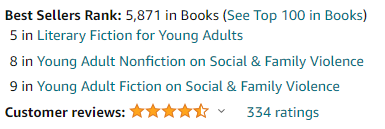 Best Sellers Rank: 5,871 in Books (See Top 100 in Books)
5 in Literary Fiction for Young Adults
8 in Young Adult Nonfiction on Social & Family Violence
9 in Young Adult Fiction on Social & Family Violence
Customer reviews: 334 ratings